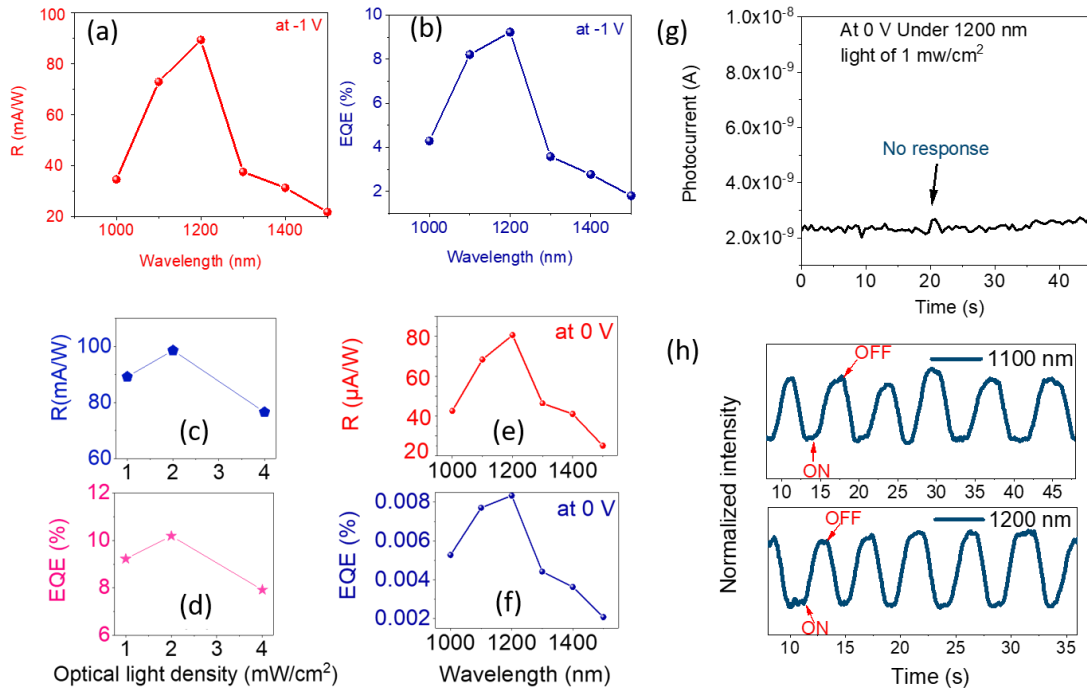 (a)
at -1 V
R (mA/W)
100
80
60
40
20
1000
1200
1400
Wavelength (nm)
(b)
at -1 V
EQE (%)
10
8
6
4
2
1000
1200
1400
Wavelength (nm)
(c)
R(mA/W)
100
80
60
1
2
3
4
(d)
EQE (%)
12
10
8
6
1
2
3
4
Optical light density (mW/cm²)
(e)
at 0 V
R (µA/W)
80
60
40
20
1000
1200
1400
(f)
at 0 V
EQE (%)
0.008
0.006
0.004
0.002
1000
1200
1400
Wavelength (nm)
(g)
At 0 V Under 1200 nm
light of 1 mw/cm²
No response
Photocurrent (A)
1.0x10⁻⁸
8.0x10⁻⁹
6.0x10⁻⁹
4.0x10⁻⁹
2.0x10⁻⁹
0
10
20
30
40
Time (s)
(h)
Normalized intensity
OFF
1100 nm
ON
10
15
20
25
30
35
40
45
OFF
1200 nm
ON
10
15
20
25
30
35
Time (s)